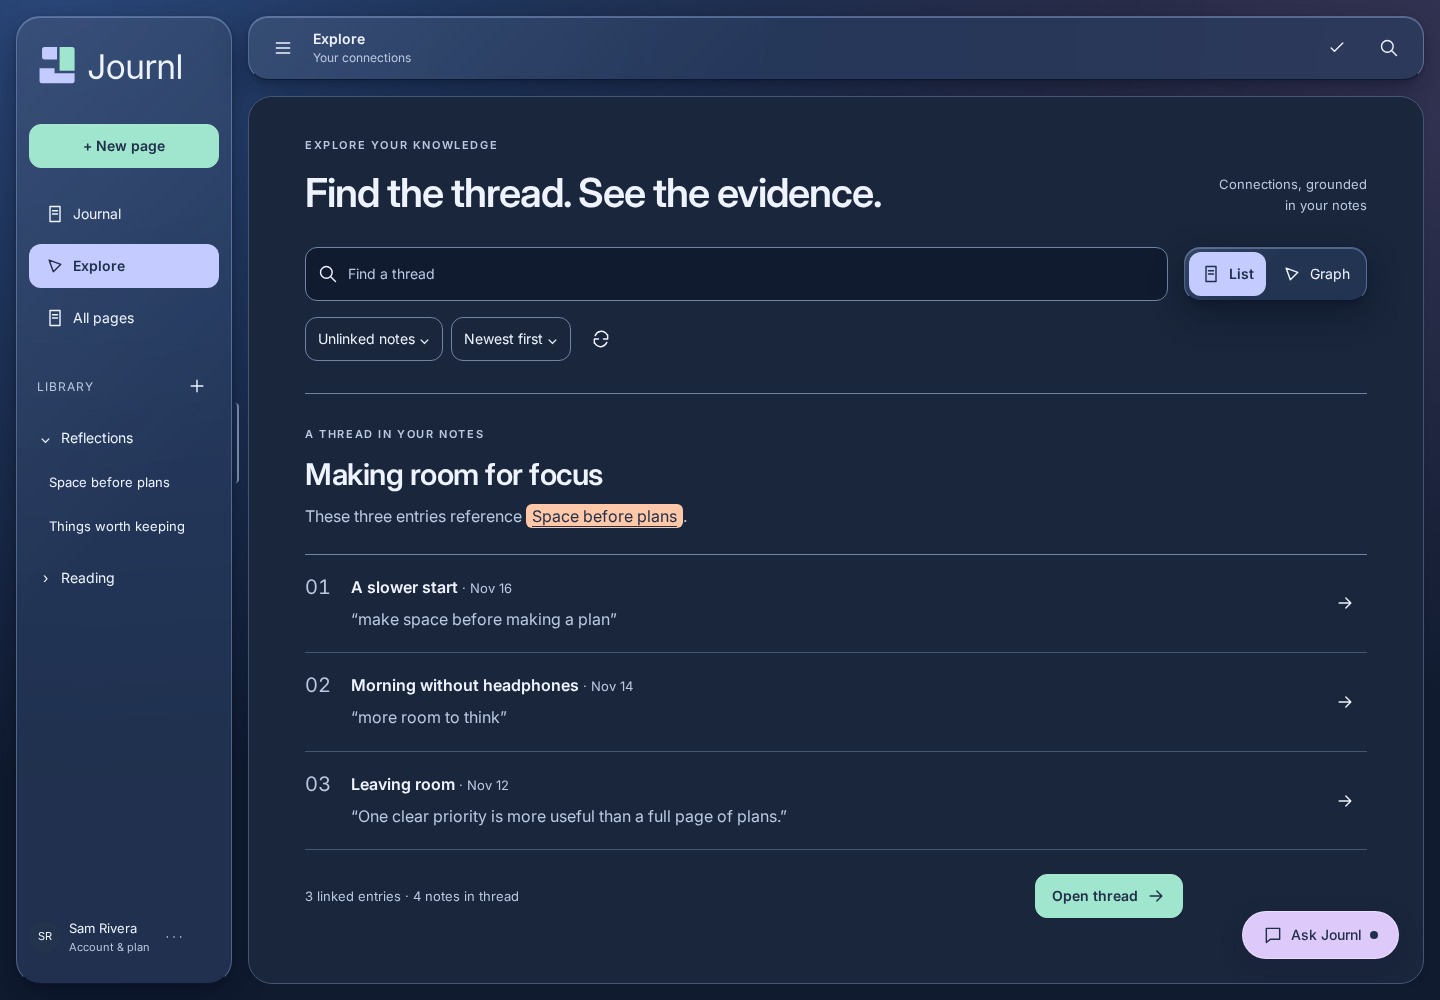 Journl
+ New page
Journal
Explore
All pages
LIBRARY
Reflections
Space before plans
Things worth keeping
Reading
SR
Sam Rivera
Account & plan
...
Explore
Your connections
EXPLORE YOUR KNOWLEDGE
Find the thread. See the evidence.
Connections, grounded
in your notes
Find a thread
List
Graph
Unlinked notes
Newest first
A THREAD IN YOUR NOTES
Making room for focus
These three entries reference Space before plans.
01 A slower start · Nov 16
“make space before making a plan”
02 Morning without headphones · Nov 14
“more room to think”
03 Leaving room · Nov 12
“One clear priority is more useful than a full page of plans.”
3 linked entries · 4 notes in thread
Open thread
Ask Journl